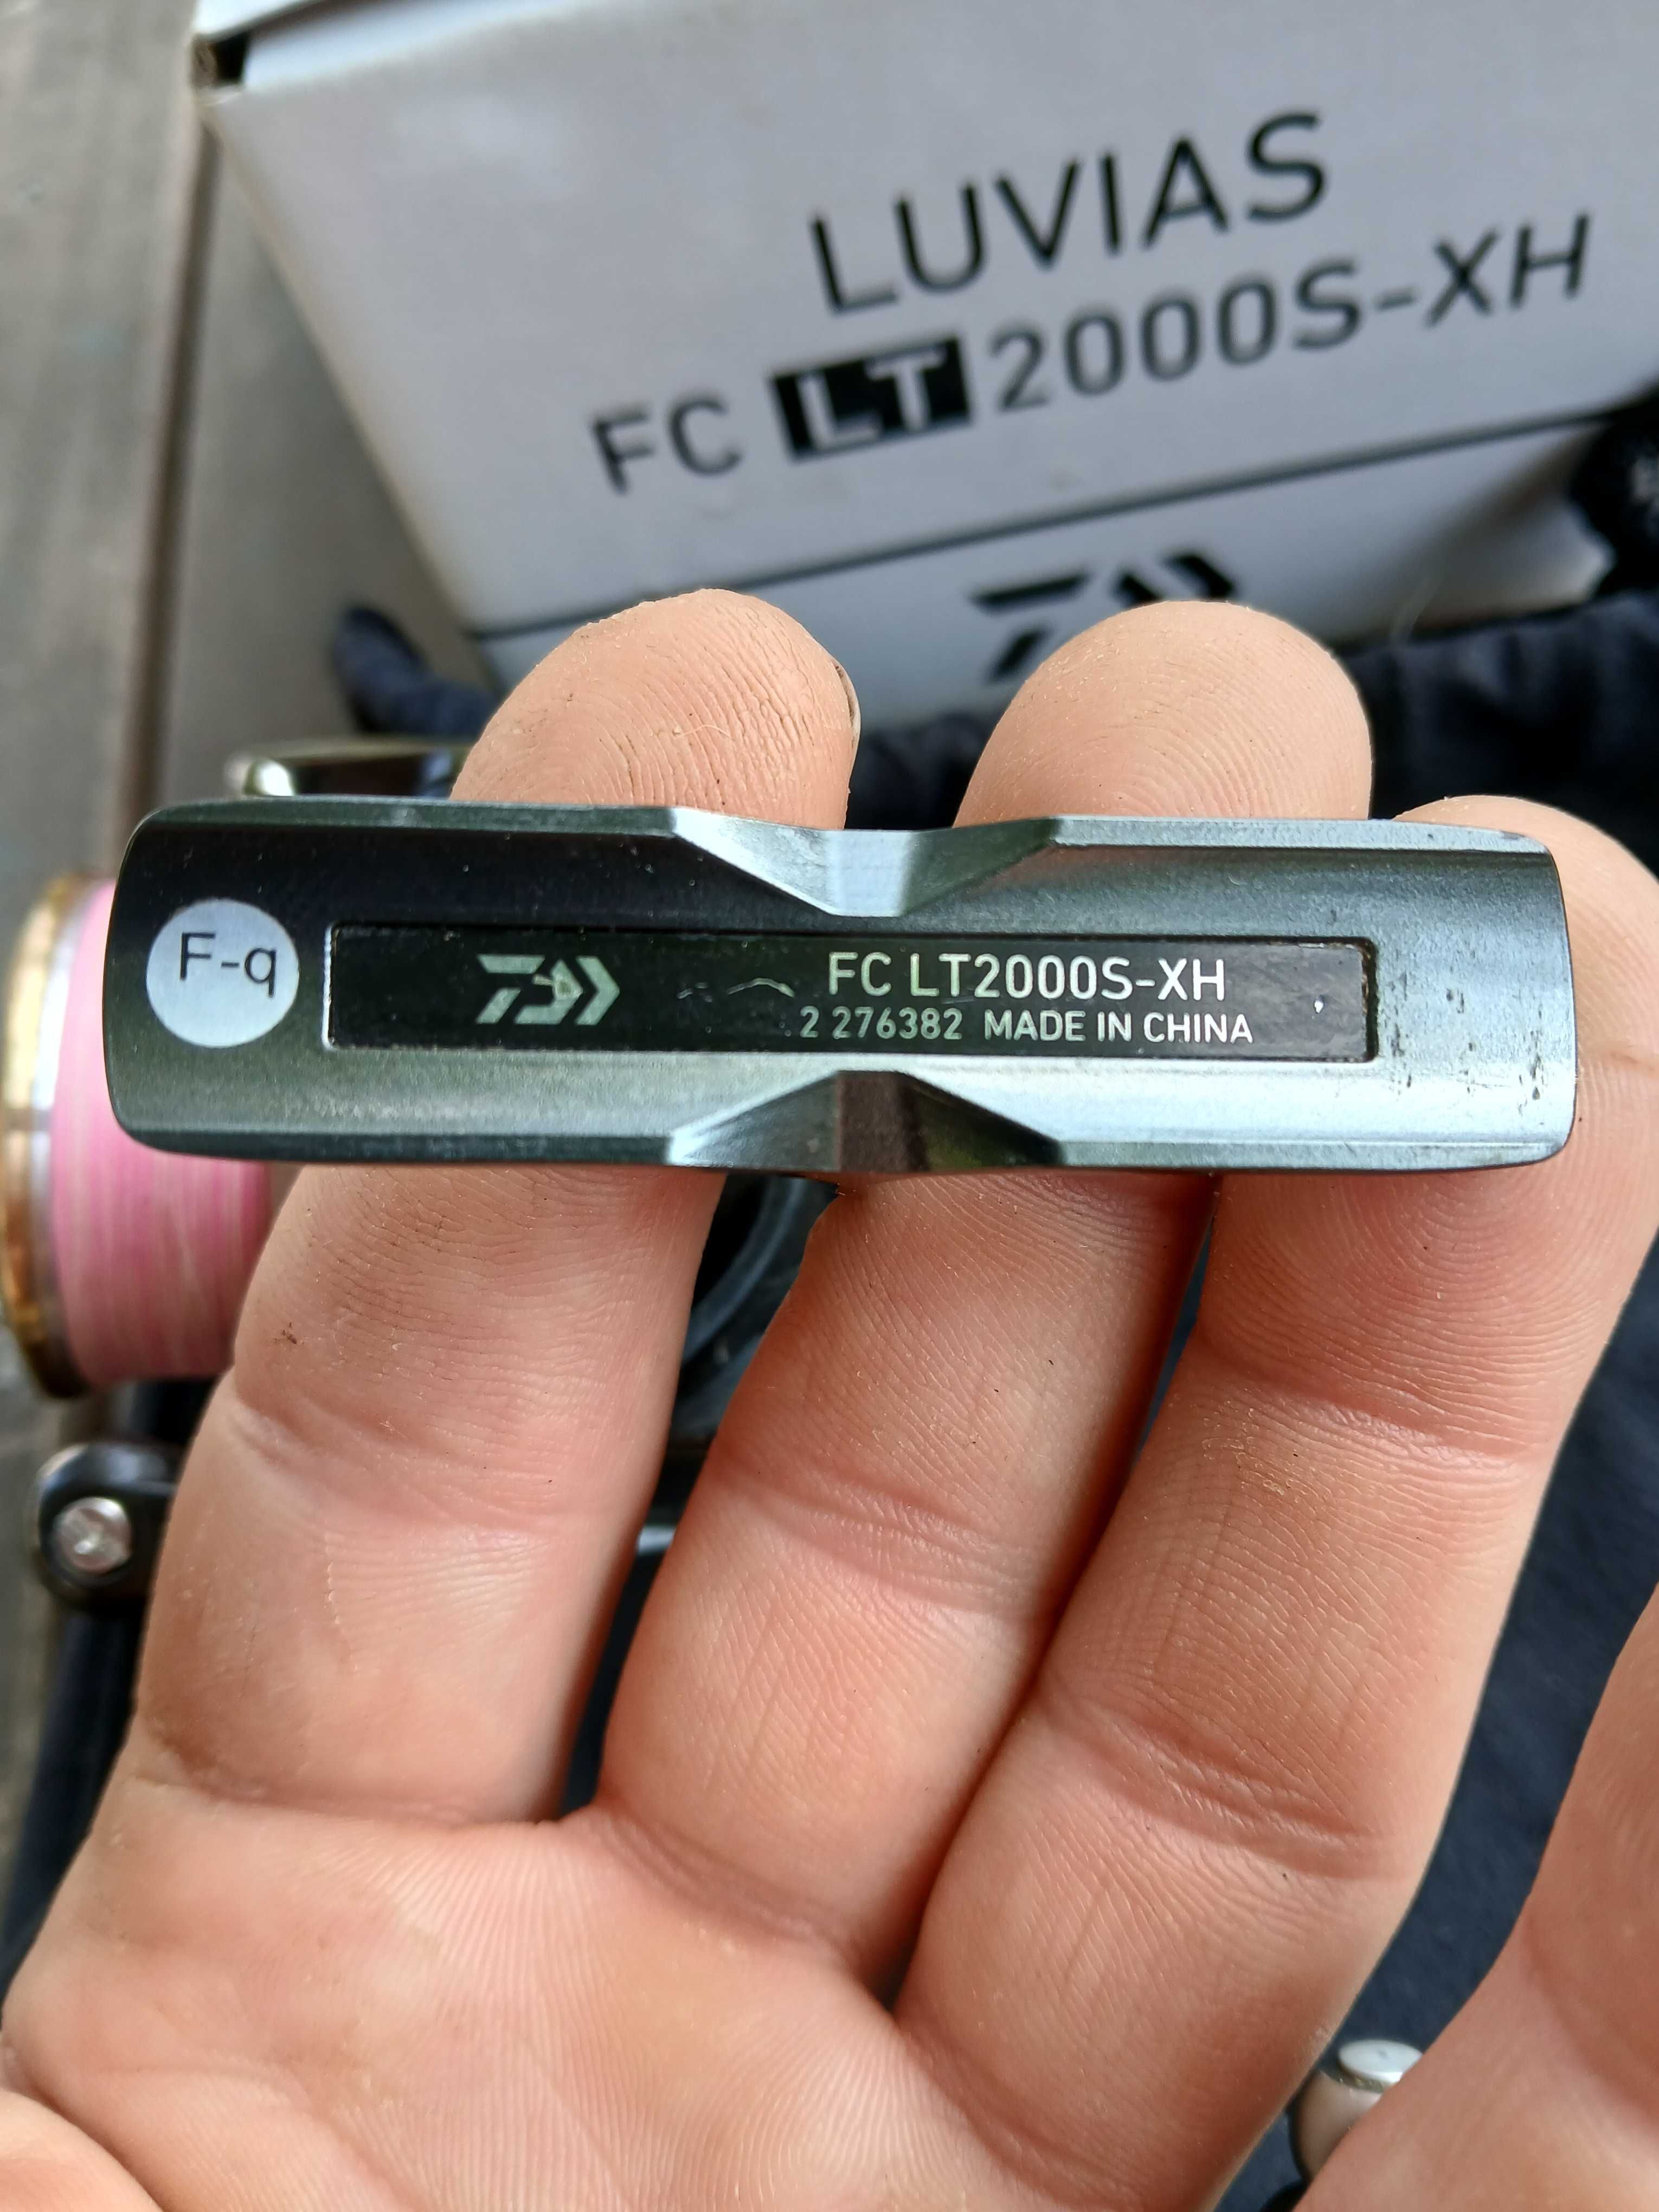 LUVIAS
FC LT 2000S-XH
F-q
FC LT2000S-XH
2 276382 MADE IN CHINA